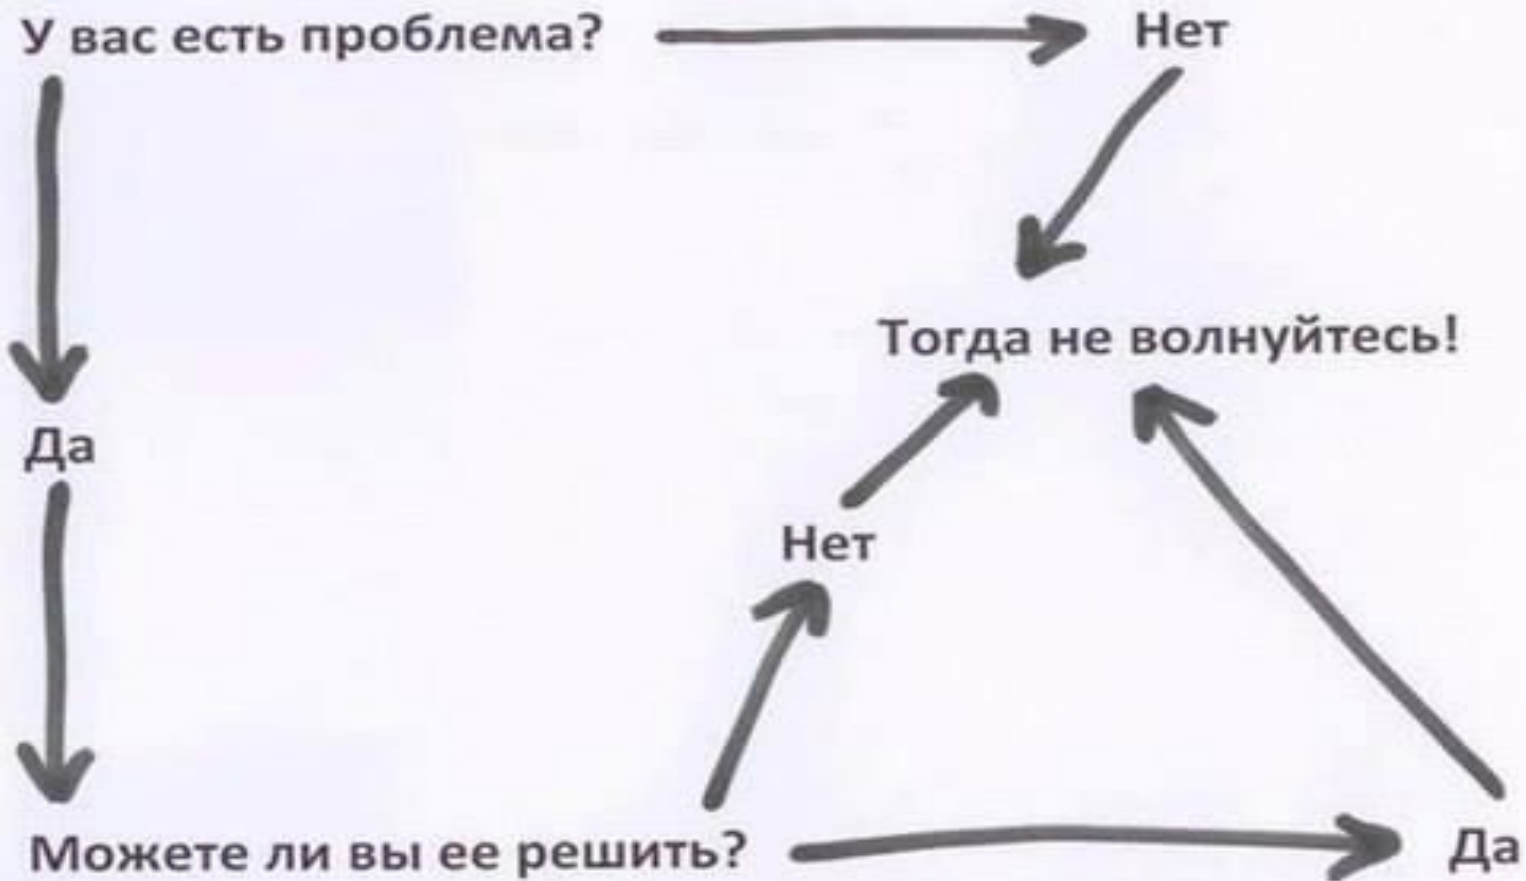 У вас есть проблема?
Нет
Тогда не волнуйтесь!
Да
Нет
Можете ли вы ее решить?
Да